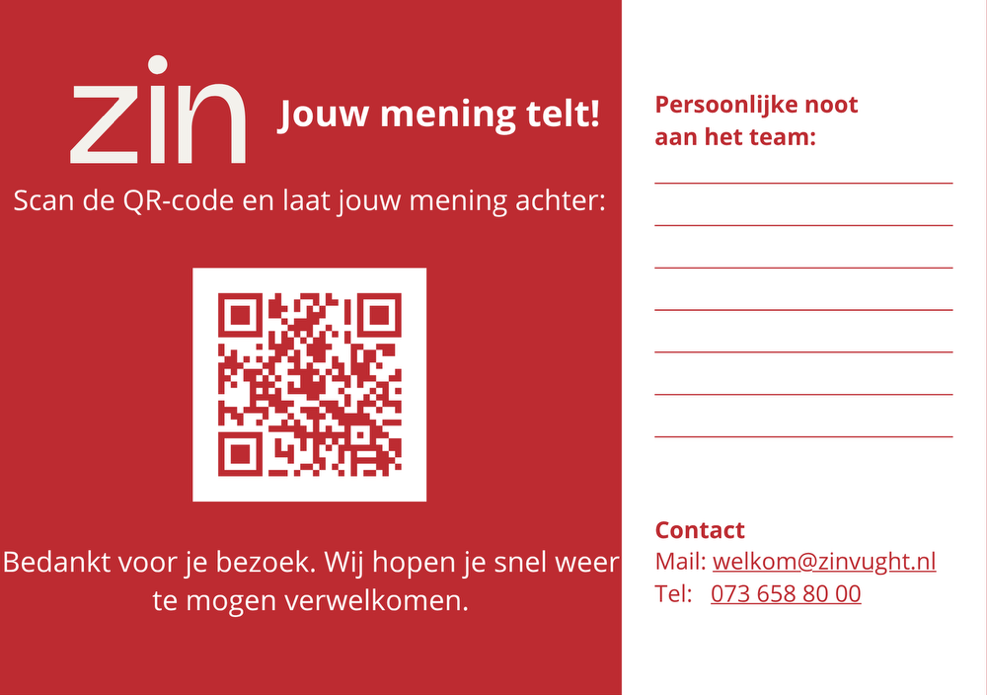 zin
Jouw mening telt!
Scan de QR-code en laat jouw mening achter:
Bedankt voor je bezoek. Wij hopen je snel weer
te mogen verwelkomen.
Persoonlijke noot
aan het team:
Contact
Mail: welkom@zinvught.nl
Tel: 073 658 80 00